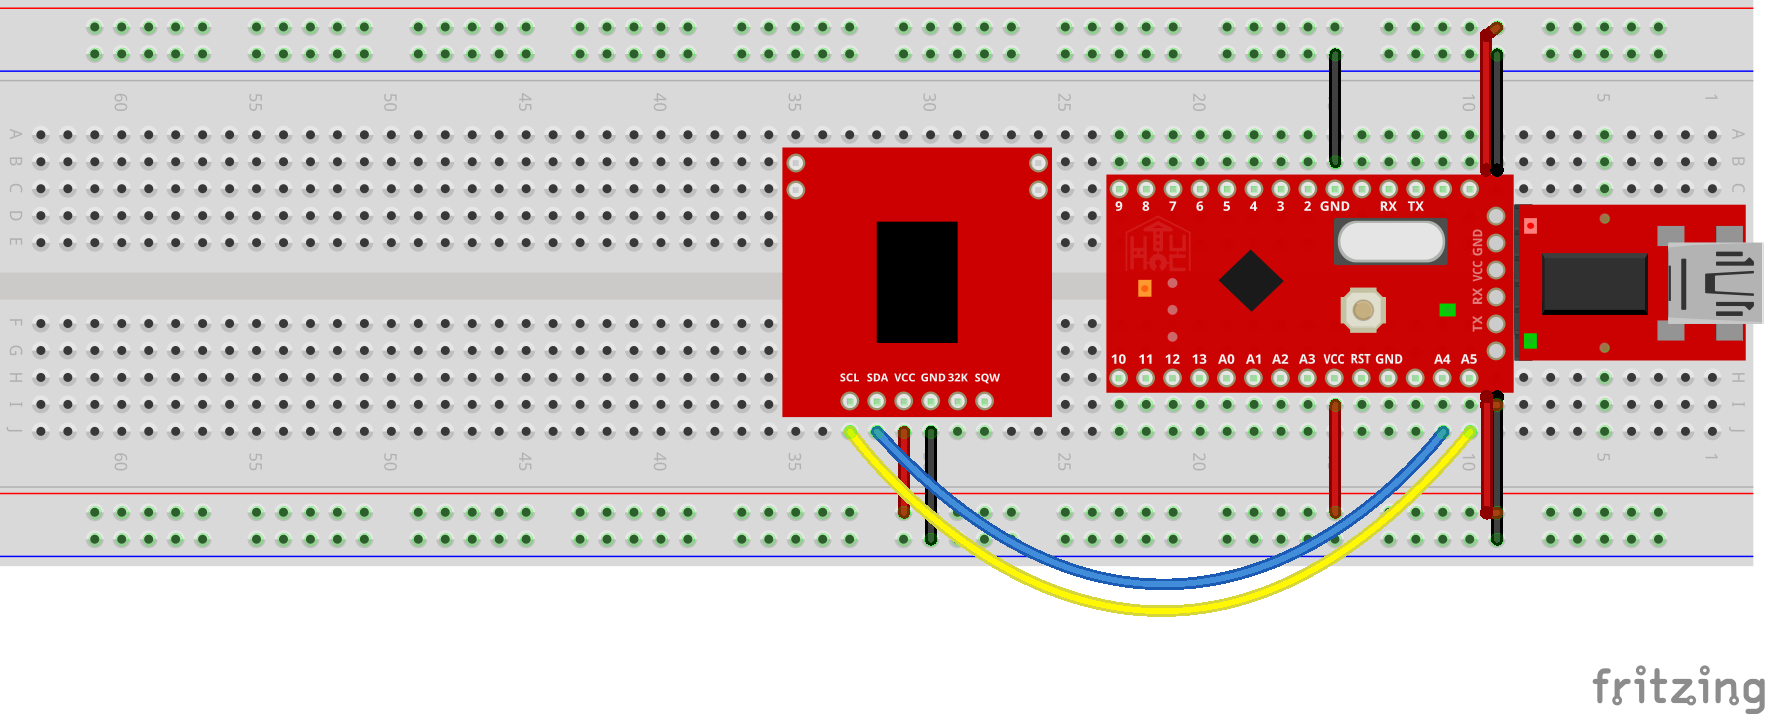 60 55 50 45 40 35 30 25 20 10 5 1
A A
B B
C C
D
E
9 8 7 6 5 4 3 2 GND RX TX
GND
VCC
RX
TX
F
G
10 11 12 13 A0 A1 A2 A3 VCC RST GND A4 A5
SCL SDA VCC GND 32K SQW
H H
I I
J J
60 55 50 45 40 35 30 25 20 10 5 1
fritzing